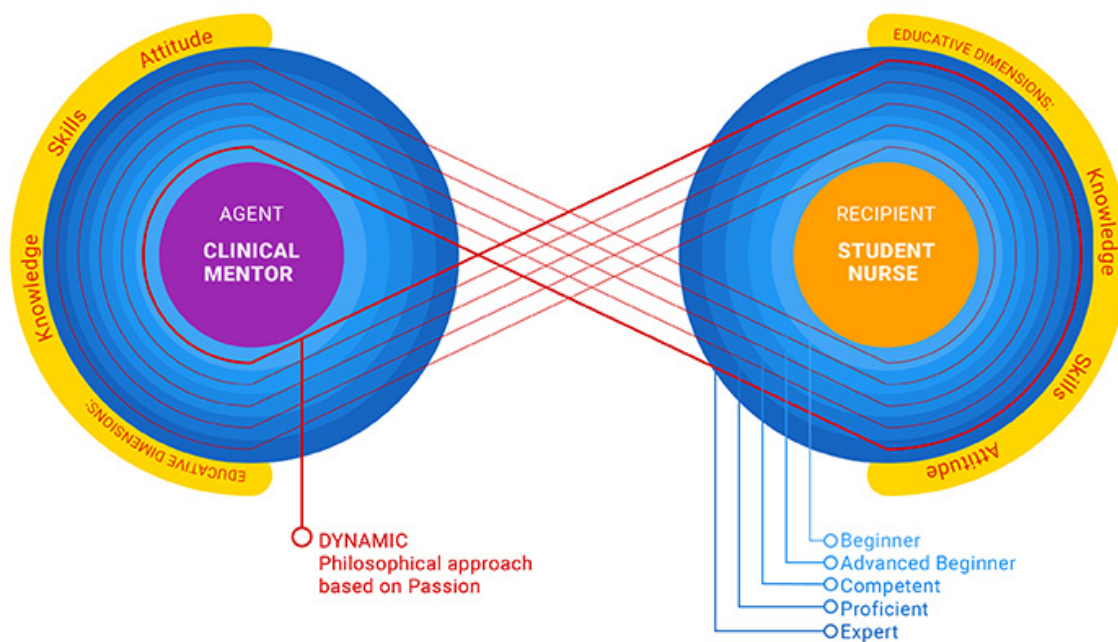 Attitude
Skills
Knowledge
EDUCATIVE DIMENSIONS:
AGENT
CLINICAL
MENTOR
EDUCATIVE DIMENSIONS:
Knowledge
Skills
Attitude
RECIPIENT
STUDENT
NURSE
DYNAMIC
Philosophical approach
based on Passion
Beginner
Advanced Beginner
Competent
Proficient
Expert